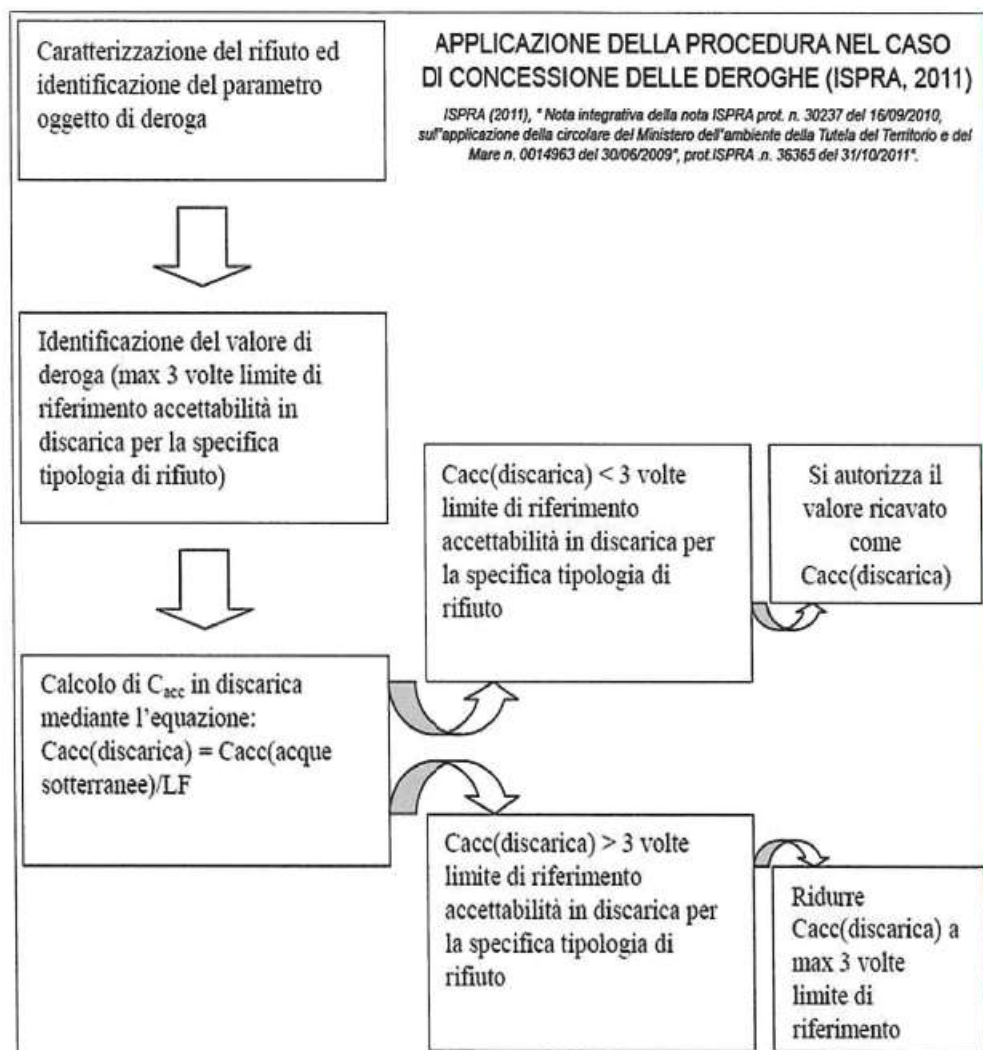 Caratterizzazione del rifiuto ed
identificazione del parametro
oggetto di deroga
APPLICAZIONE DELLA PROCEDURA NEL CASO
DI CONCESSIONE DELLE DEROGHE (ISPRA, 2011)
ISPRA (2011), " Nota integrativa della nota ISPRA prot. n. 30237 del 16/09/2010,
sull'applicazione della circolare del Ministero dell'ambiente della Tutela del Territorio e del
Mare n. 0014963 del 30/06/2009", prot.ISPRA .n. 36365 del 31/10/2011".
Identificazione del valore di
deroga (max 3 volte limite di
riferimento accettabilità in
discarica per la specifica
tipologia di rifiuto)
Calcolo di Cacc in discarica
mediante l'equazione:
Cacc(discarica) = Cacc(acque
sotterranee)/LF
Cacc(discarica) < 3 volte
limite di riferimento
accettabilità in discarica per
la specifica tipologia di
rifiuto
Si autorizza il
valore ricavato
come
Cacc(discarica)
Cacc(discarica) > 3 volte
limite di riferimento
accettabilità in discarica per
la specifica tipologia di
rifiuto
Ridurre
Cacc(discarica) a
max 3 volte
limite di
riferimento